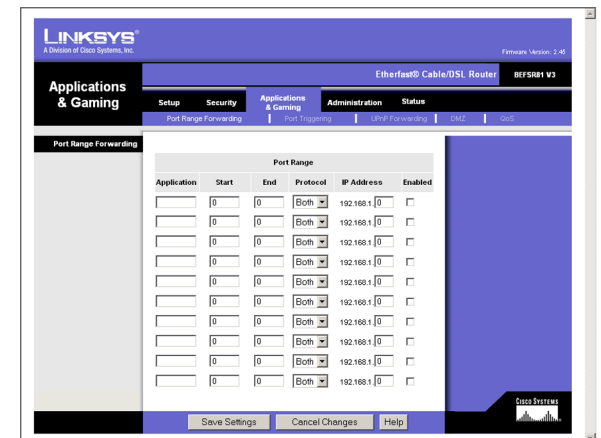 LINKSYS®
A Division of Cisco Systems, Inc.
Firmware Version: 2.45
Etherfast® Cable/DSL Router BEFSR81 V3
Applications & Gaming
Setup Security Applications & Gaming Administration Status
Port Range Forwarding Port Triggering UPnP Forwarding DMZ QoS
Port Range Forwarding
Port Range
Application Start End Protocol IP Address Enabled
0 0 Both 192.168.1. 0
0 0 Both 192.168.1. 0
0 0 Both 192.168.1. 0
0 0 Both 192.168.1. 0
0 0 Both 192.168.1. 0
0 0 Both 192.168.1. 0
0 0 Both 192.168.1. 0
0 0 Both 192.168.1. 0
0 0 Both 192.168.1. 0
0 0 Both 192.168.1. 0
CISCO SYSTEMS
Save Settings Cancel Changes Help